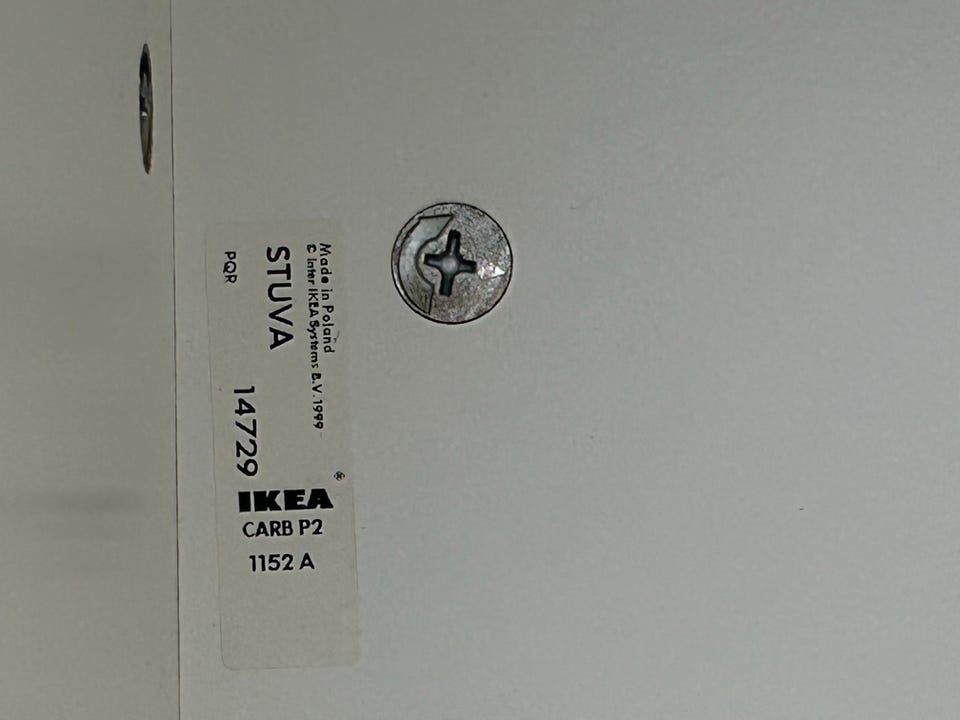 Made in Poland
© Inter IKEA Systems B.V. 1999
STUVA
PQR
14729
IKEA®
CARB P2
1152 A